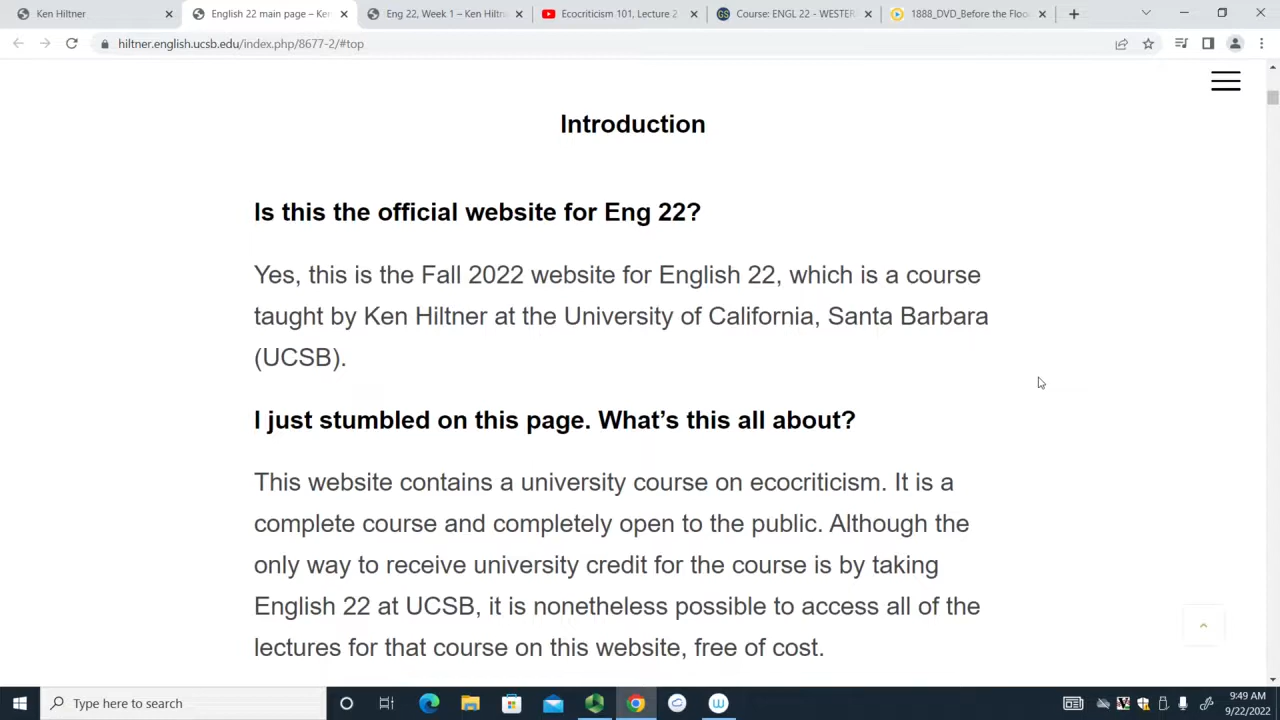 Ken Hiltner
English 22 main page – Ken
Eng 22, Week 1 – Ken Hiltn
Ecocriticism 101, Lecture 2
Course: ENGL 22 - WESTER
1888_DVD_Before the Floo
hiltner.english.ucsb.edu/index.php/8677-2/#top
Introduction
Is this the official website for Eng 22?
Yes, this is the Fall 2022 website for English 22, which is a course
taught by Ken Hiltner at the University of California, Santa Barbara
(UCSB).
I just stumbled on this page. What’s this all about?
This website contains a university course on ecocriticism. It is a
complete course and completely open to the public. Although the
only way to receive university credit for the course is by taking
English 22 at UCSB, it is nonetheless possible to access all of the
lectures for that course on this website, free of cost.
Type here to search
9:49 AM
9/22/2022